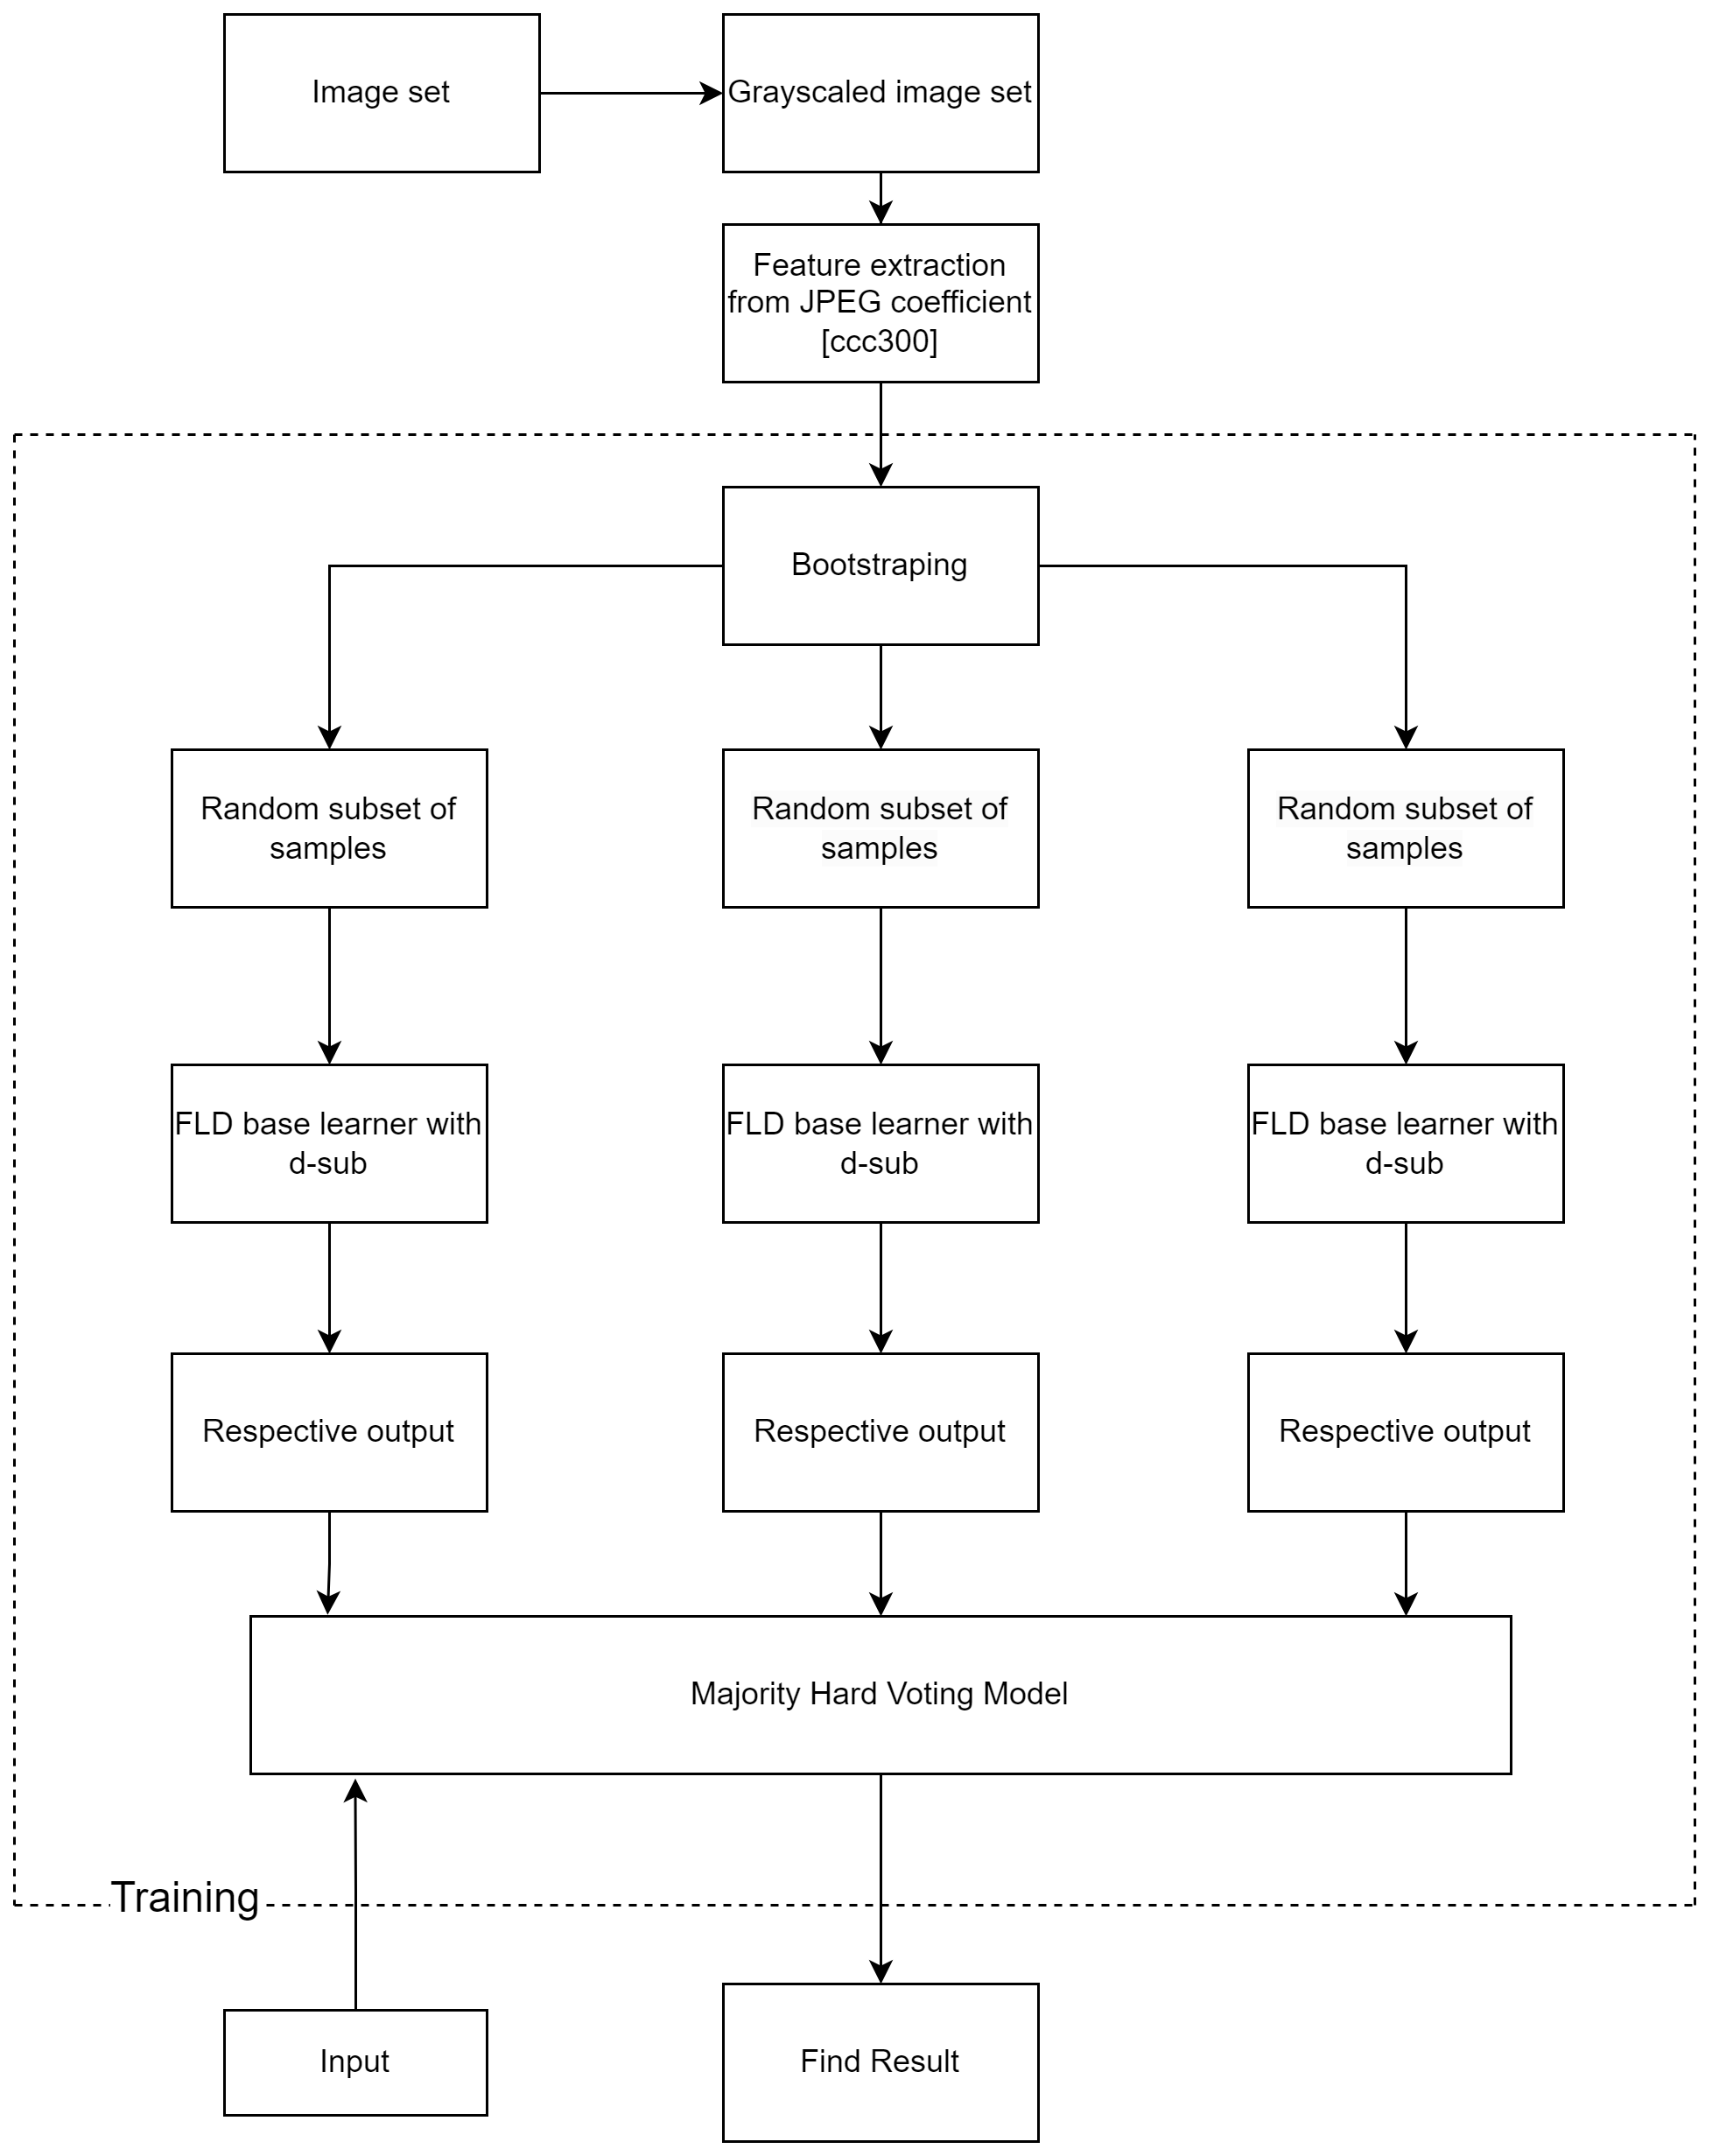 Image set
Grayscaled image set
Feature extraction
from JPEG coefficient
[ccc300]
Bootstraping
Random subset of
samples
Random subset of
samples
Random subset of
samples
FLD base learner with
d-sub
FLD base learner with
d-sub
FLD base learner with
d-sub
Respective output
Respective output
Respective output
Majority Hard Voting Model
Training
Input
Find Result